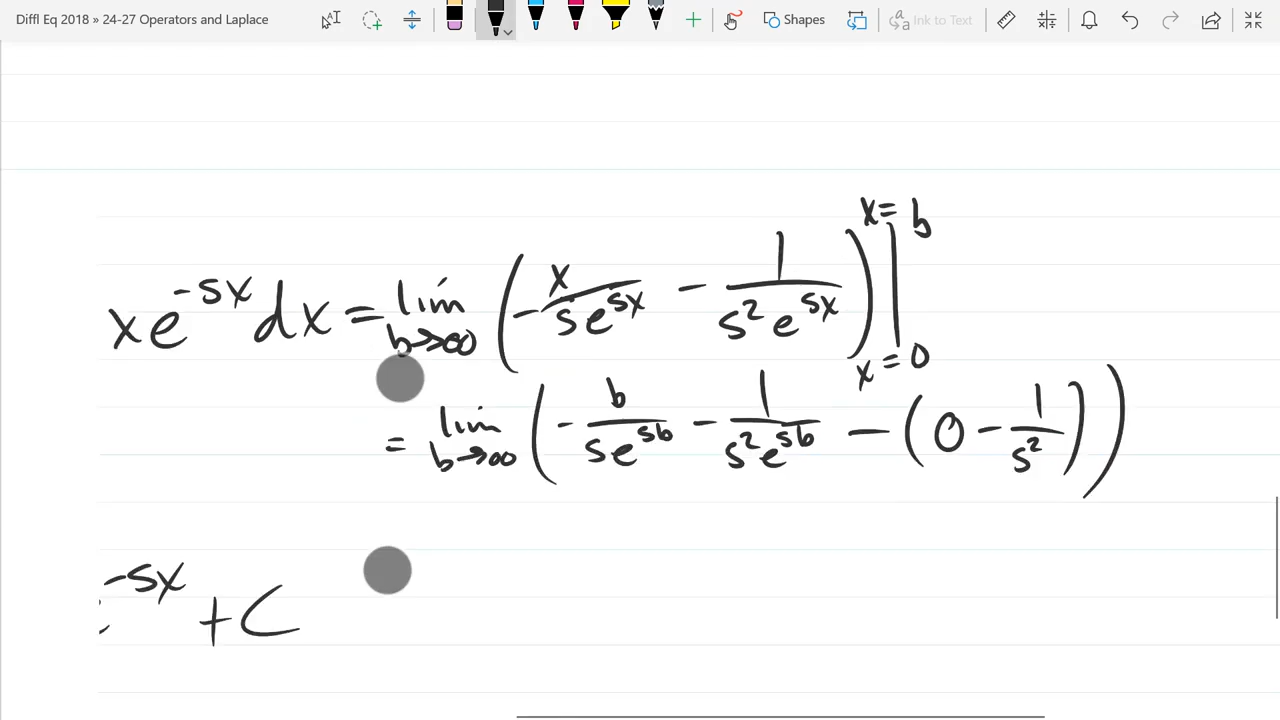 Diffl Eq 2018 » 24-27 Operators and Laplace Shapes Ink to Text
xe^{-sx} dx = lim_{b→∞} (-x/(se^{sx}) - 1/(s^2 e^{sx}))|_{x=0}^{x=b}
= lim_{b→∞} (-b/(se^{sb}) - 1/(s^2 e^{sb}) - (0 - 1/s^2))
-sx + C